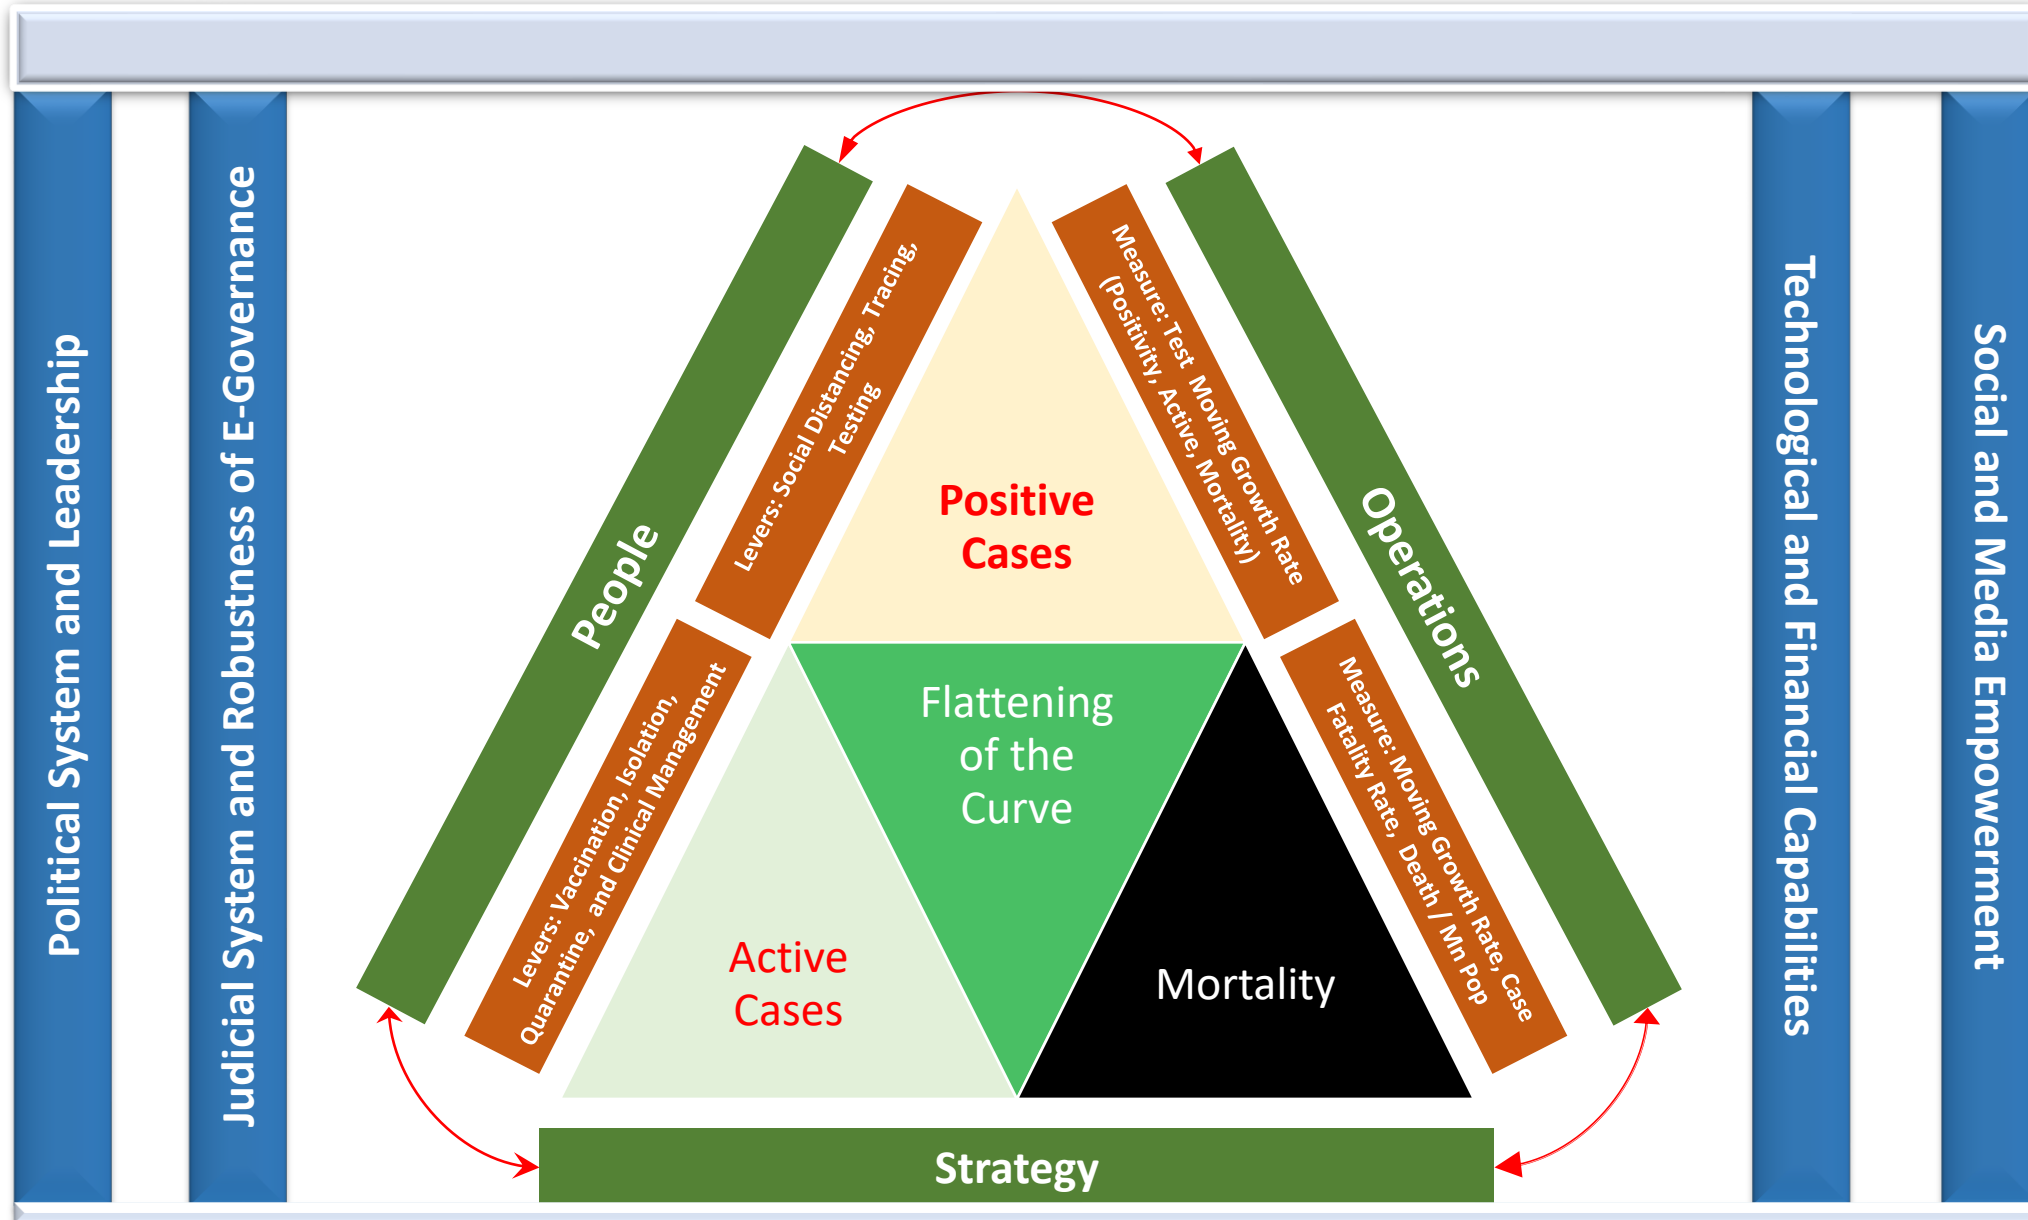 Political System and Leadership
Judicial System and Robustness of E-Governance
People
Levers: Social Distancing, Tracing,
Testing
Levers: Vaccination, Isolation,
Quarantine, and Clinical Management
Positive
Cases
Flattening
of the
Curve
Active
Cases
Mortality
Measure: Test Moving Growth Rate
(Positivity, Active, Mortality)
Measure: Moving Growth Rate, Case
Fatality Rate, Death / Mn Pop
Operations
Strategy
Technological and Financial Capabilities
Social and Media Empowerment